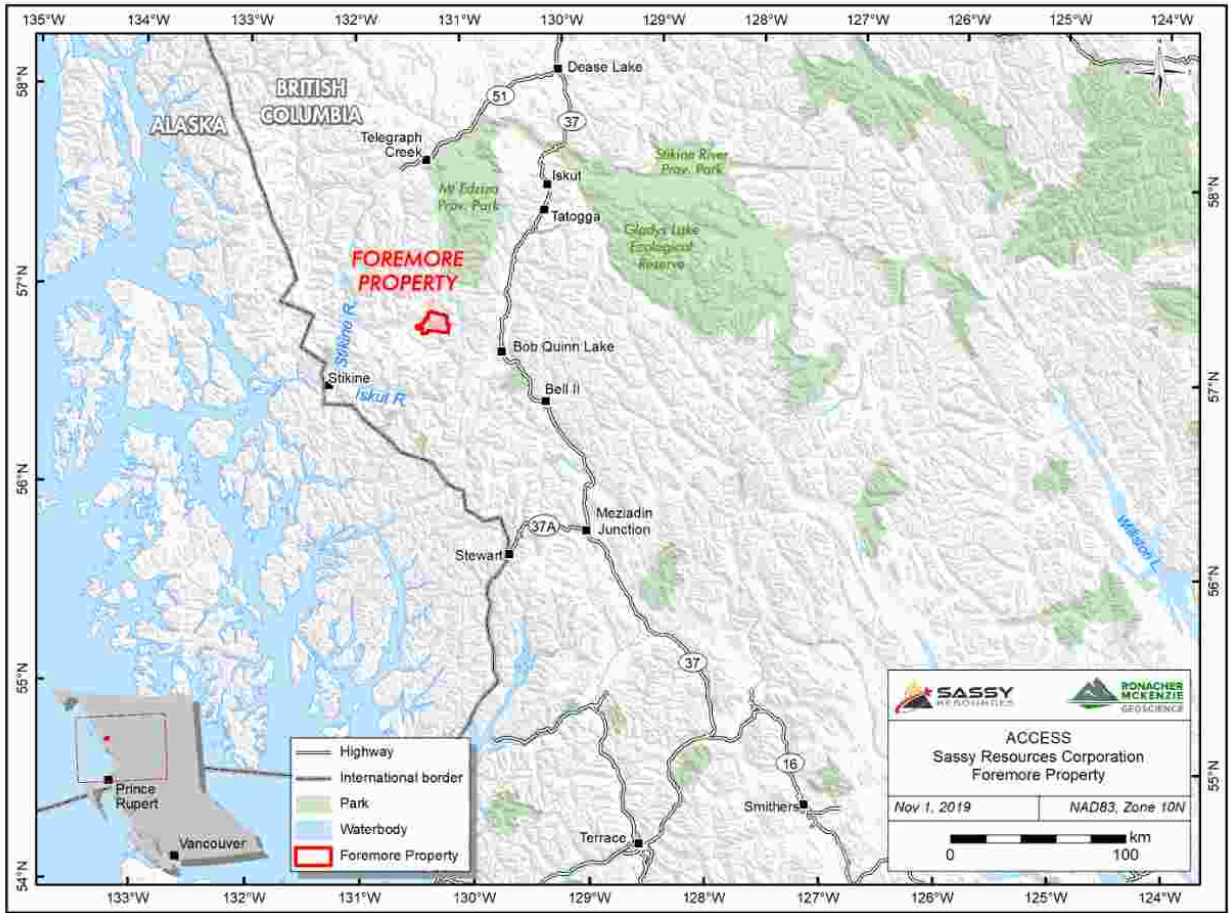 135°W 134°W 133°W 132°W 131°W 130°W 129°W 128°W 127°W 126°W 125°W 124°W
58°N
57°N
56°N
55°N
54°N
58°N
57°N
56°N
55°N
BRITISH
COLUMBIA
ALASKA
Dease Lake
51
37
Telegraph
Creek
Mt Edziza
Prov. Park
Iskut
Tatogga
Stikine River
Prov. Park
Gladys Lake
Ecological
Reserve
FOREMORE
PROPERTY
Stikine R.
Stikine
Iskut R.
Bob Quinn Lake
Bell II
Meziadin
Junction
37A
Stewart
Williston L.
37
16
Smithers
Terrace
Prince
Rupert
Vancouver
Highway
International border
Park
Waterbody
Foremore Property
SASSY
RESOURCES
RONACHER
MCKENZIE
GEOSCIENCE
ACCESS
Sassy Resources Corporation
Foremore Property
Nov 1, 2019 NAD83, Zone 10N
km
0 100
133°W 132°W 131°W 130°W 129°W 128°W 127°W 126°W 125°W 124°W